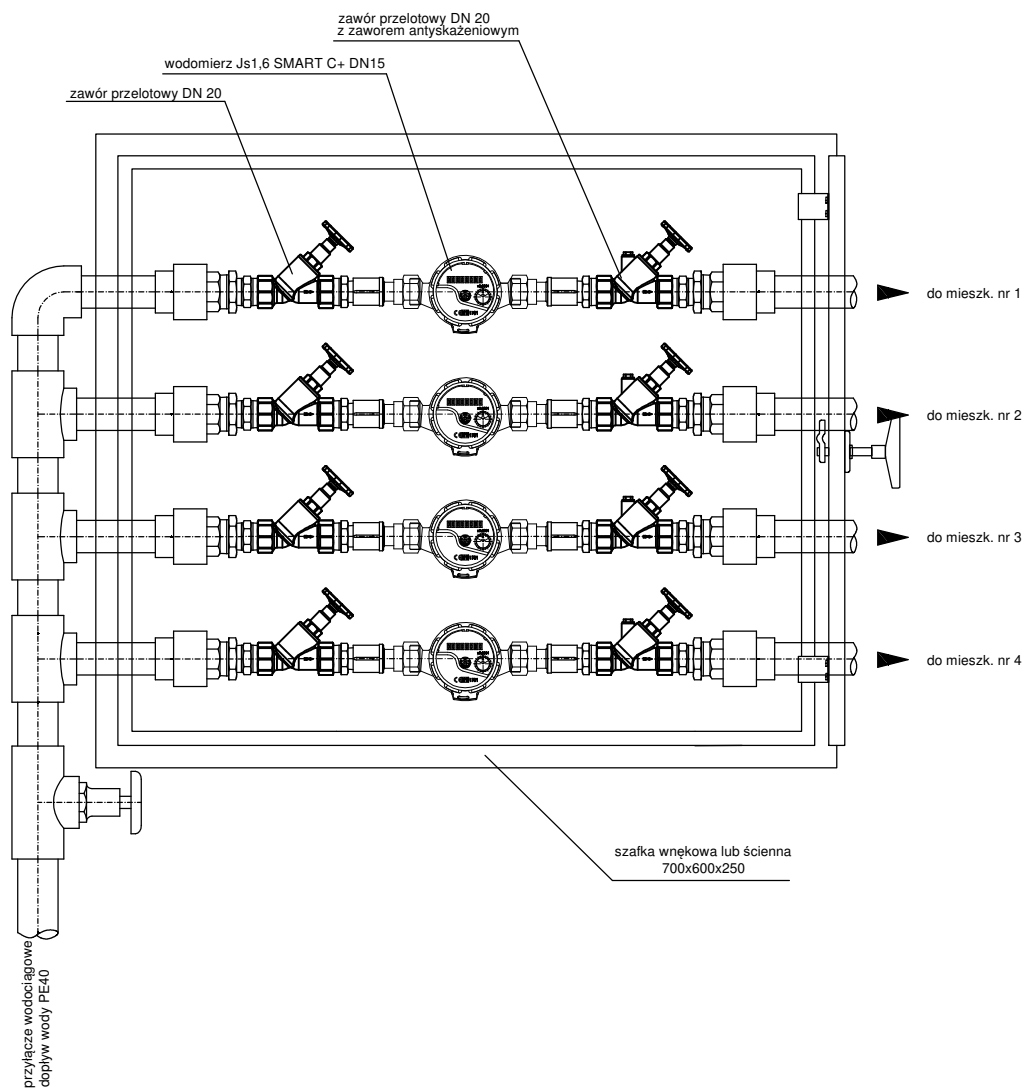 zawór przelotowy DN 20
z zaworem antyskażeniowym
wodomierz Js1,6 SMART C+ DN15
zawór przelotowy DN 20
do mieszk. nr 1
do mieszk. nr 2
do mieszk. nr 3
do mieszk. nr 4
szafka wnękowa lub ścienna
700x600x250
przyłącze wodociągowe
dopływ wody PE40